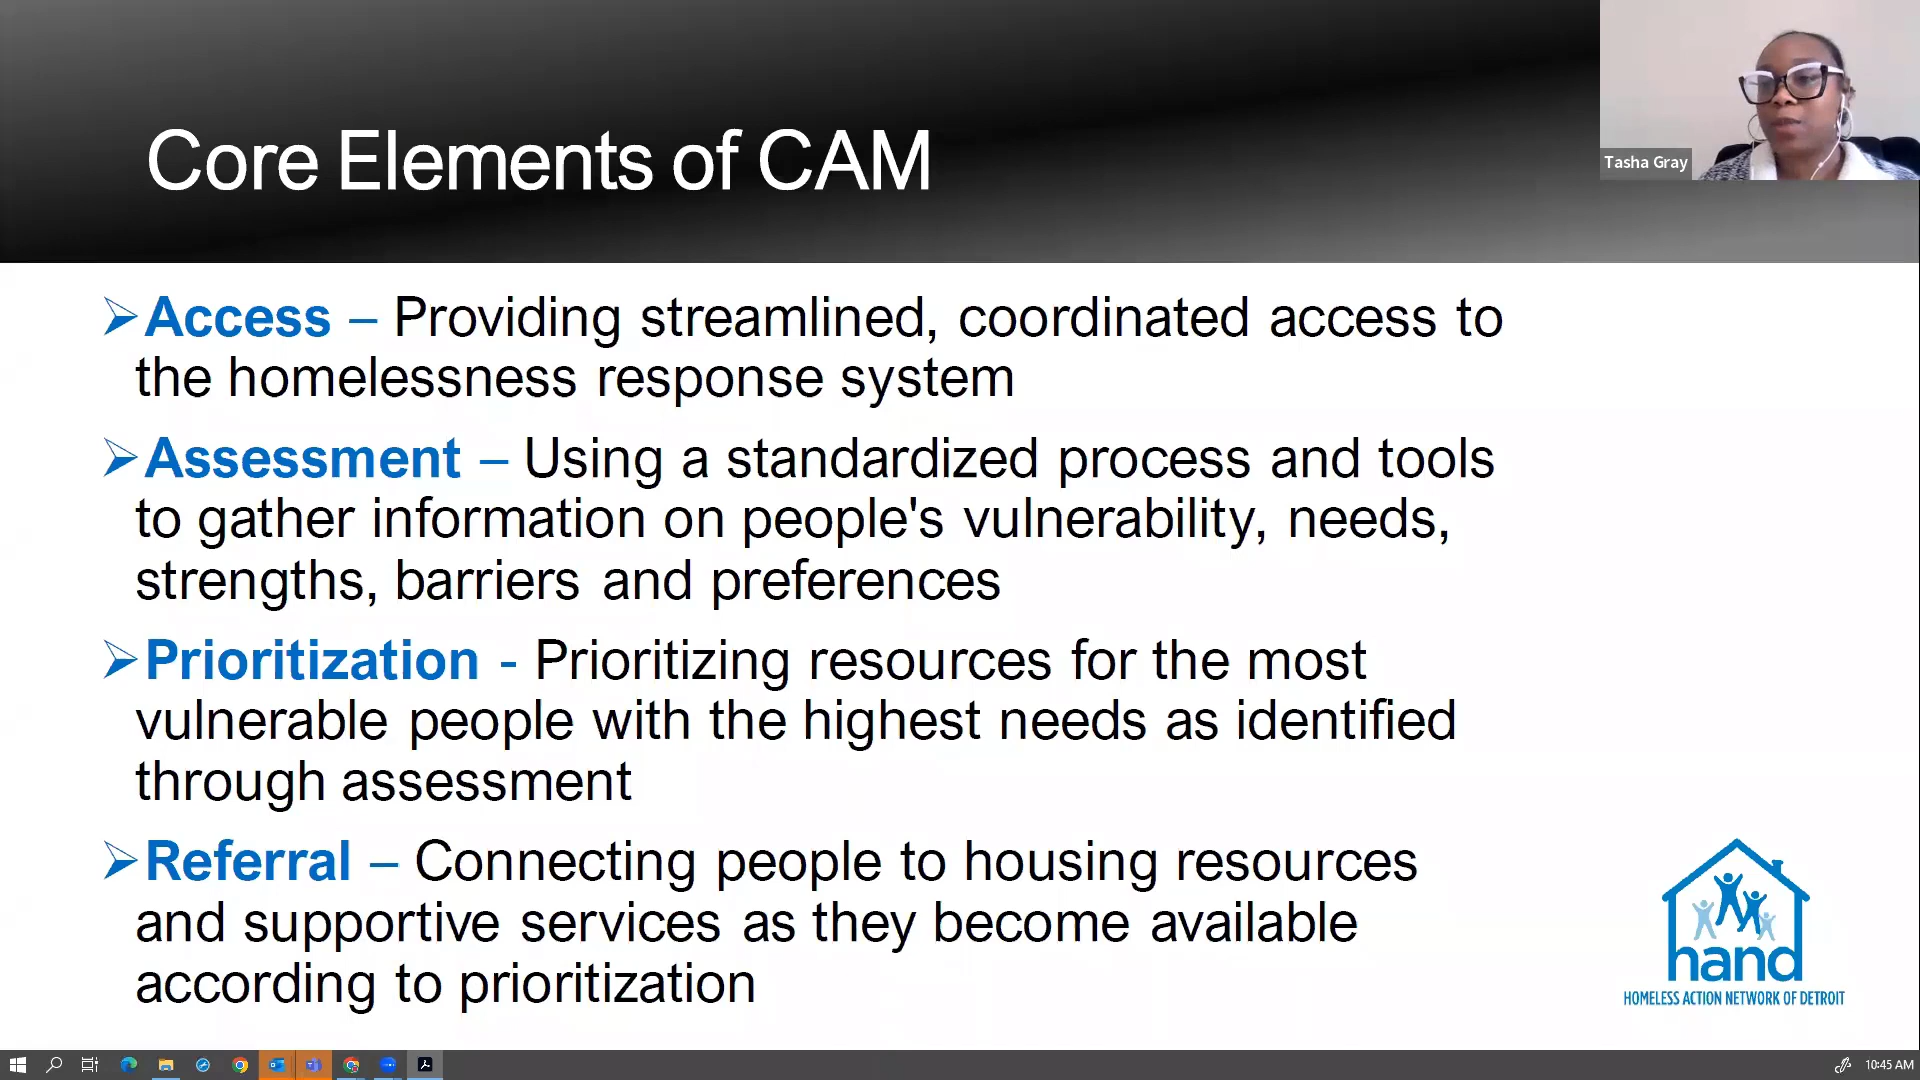 Core Elements of CAM
Tasha Gray
Access – Providing streamlined, coordinated access to
the homelessness response system
Assessment – Using a standardized process and tools
to gather information on people's vulnerability, needs,
strengths, barriers and preferences
Prioritization - Prioritizing resources for the most
vulnerable people with the highest needs as identified
through assessment
Referral – Connecting people to housing resources
and supportive services as they become available
according to prioritization
hand
HOMELESS ACTION NETWORK OF DETROIT
10:45 AM